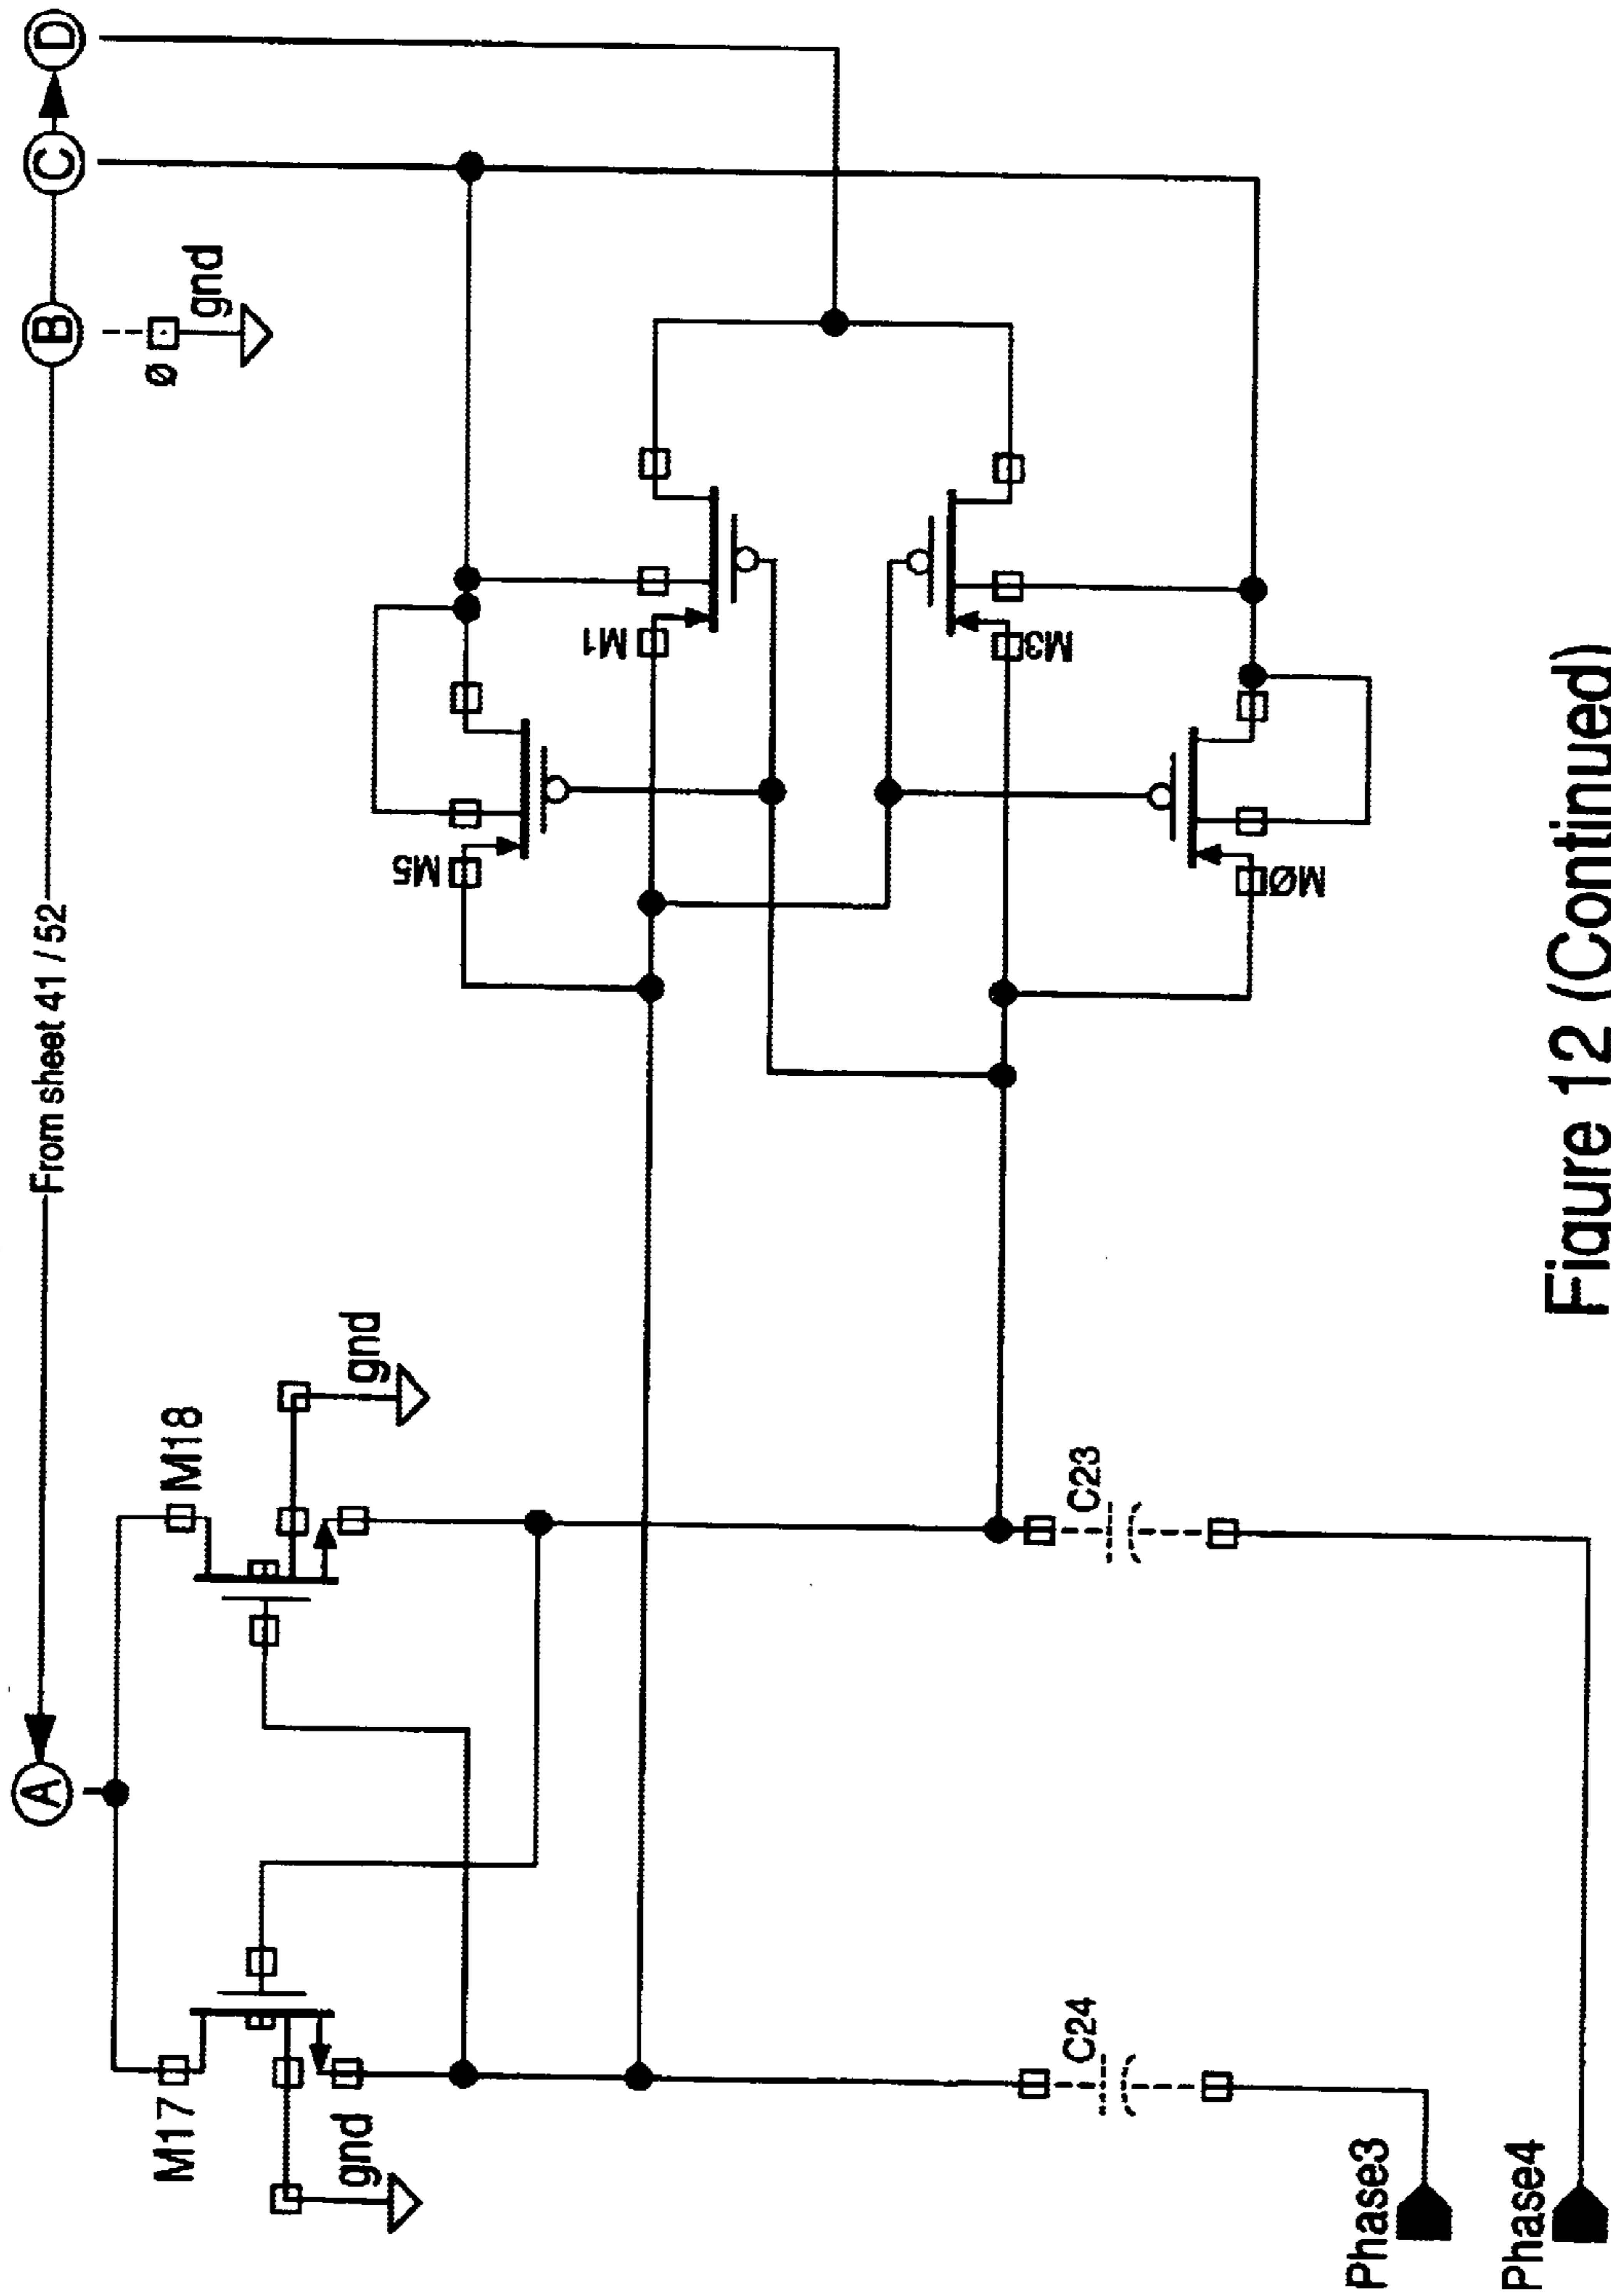 From sheet 41 / 52
A
B
C
D
M17
gnd
M18
gnd
ø
gnd
M5
M1
M3
MØ
C24
C23
Phase3
Phase4
Figure 12 (Continued)